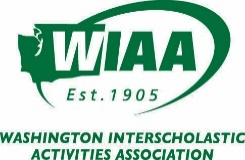 WIAA
Est.1905
WASHINGTON INTERSCHOLASTIC
ACTIVITIES ASSOCIATION